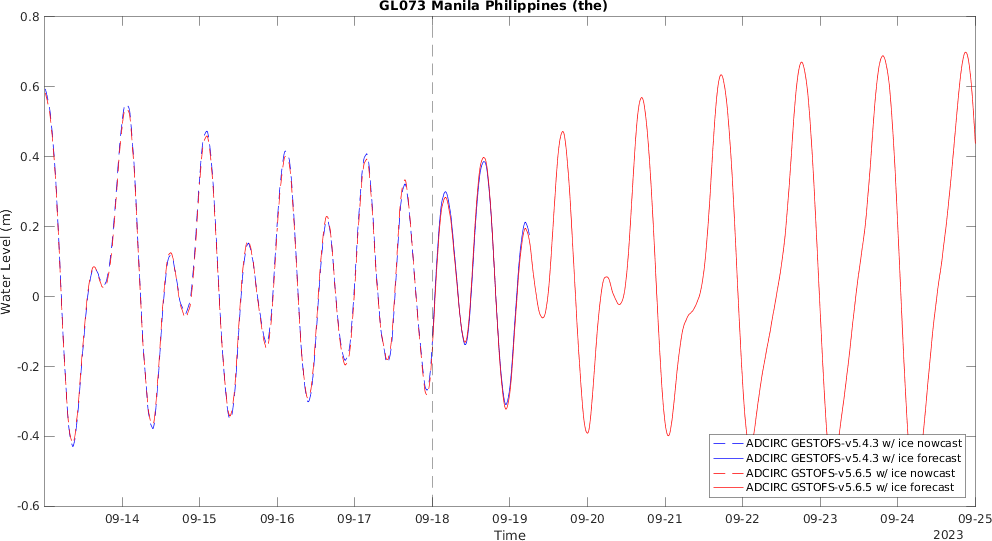 GL073 Manila Philippines (the)
0.8
0.6
0.4
0.2
0
-0.2
-0.4
-0.6
Water Level (m)
ADCIRC GESTOFS-v5.4.3 w/ ice nowcast
ADCIRC GESTOFS-v5.4.3 w/ ice forecast
ADCIRC GSTOFS-v5.6.5 w/ ice nowcast
ADCIRC GSTOFS-v5.6.5 w/ ice forecast
09-14 09-15 09-16 09-17 09-18 09-19 09-20 09-21 09-22 09-23 09-24 09-25
Time
2023